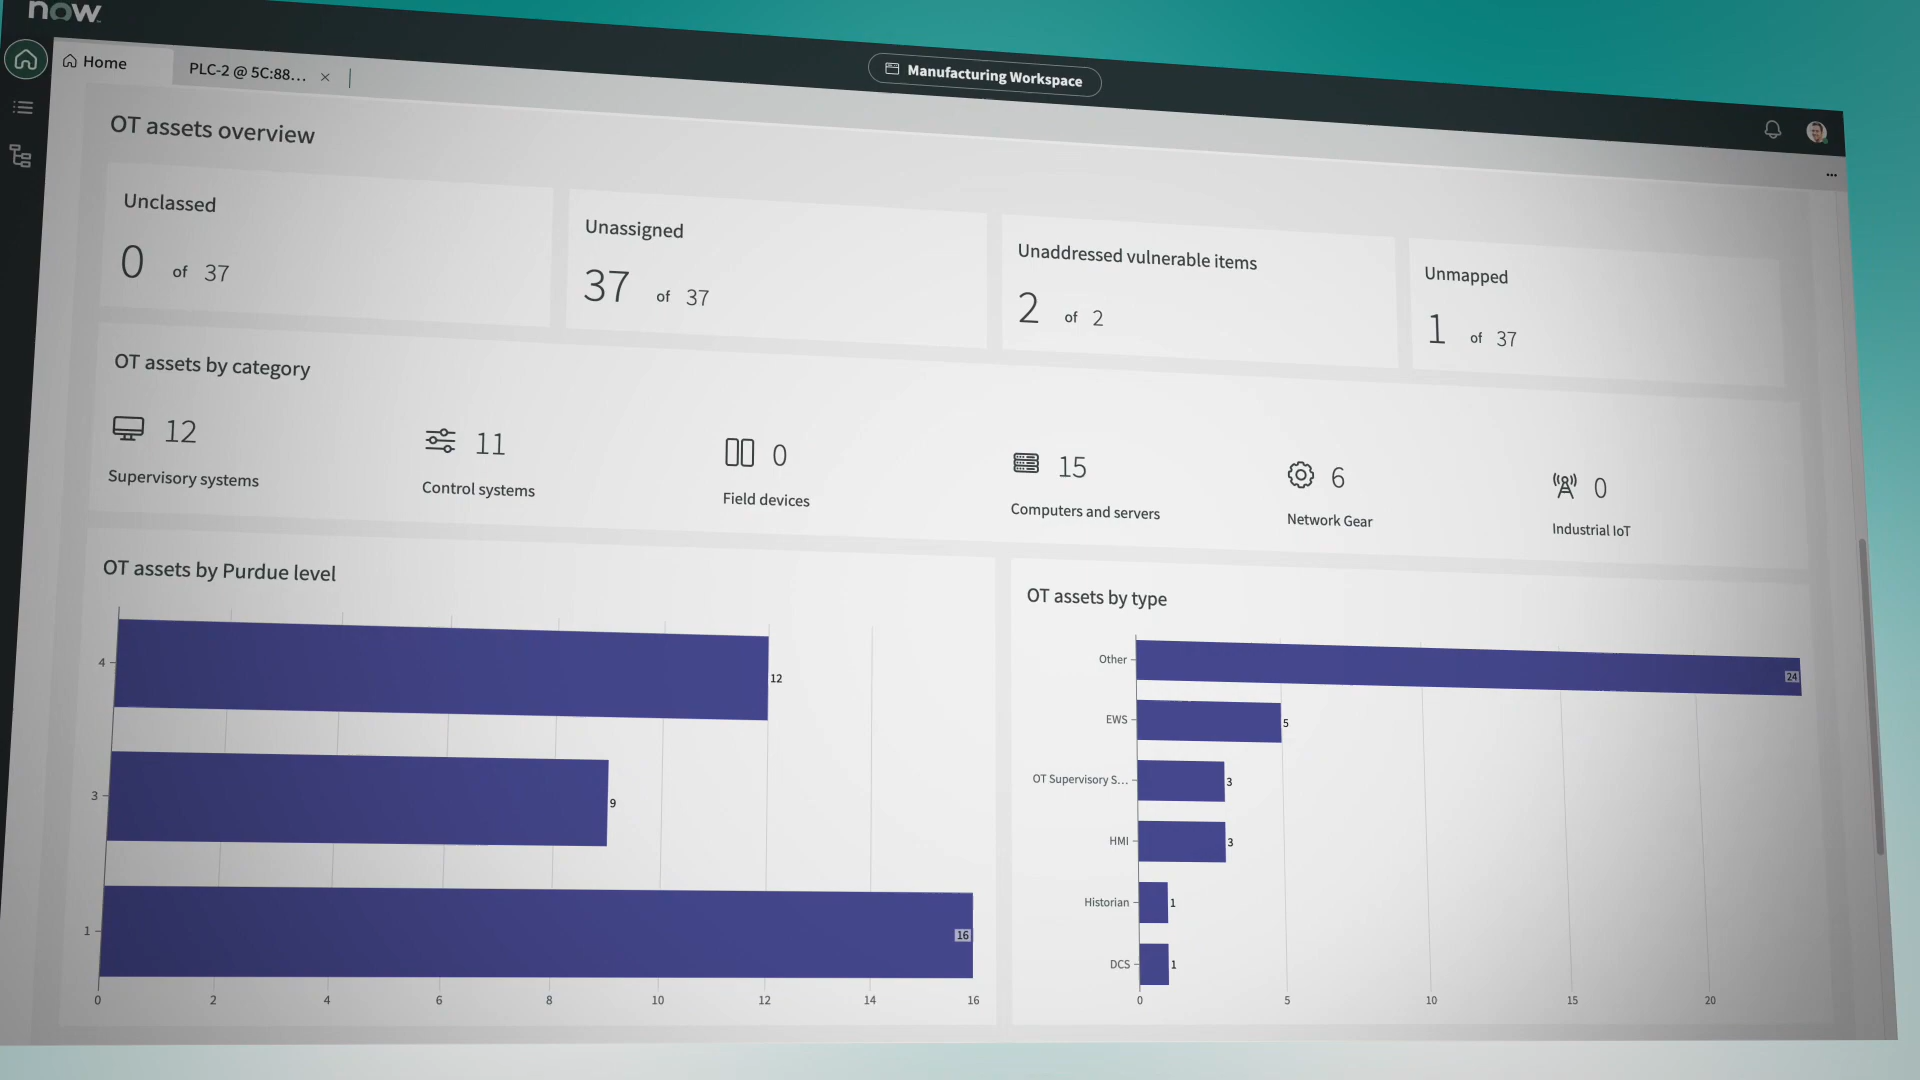 now
Home
PLC-2 @ 5C:88...
Manufacturing Workspace
OT assets overview
Unclassed
0 of 37
Unassigned
37 of 37
Unaddressed vulnerable items
2 of 2
Unmapped
1 of 37
OT assets by category
12
Supervisory systems
11
Control systems
0
Field devices
15
Computers and servers
6
Network Gear
0
Industrial IoT
OT assets by Purdue level
4
12
3
9
1
16
0 2 4 6 8 10 12 14 16
OT assets by type
Other
24
EWS
5
OT Supervisory S...
3
HMI
3
Historian
1
DCS
1
0 5 10 15 20